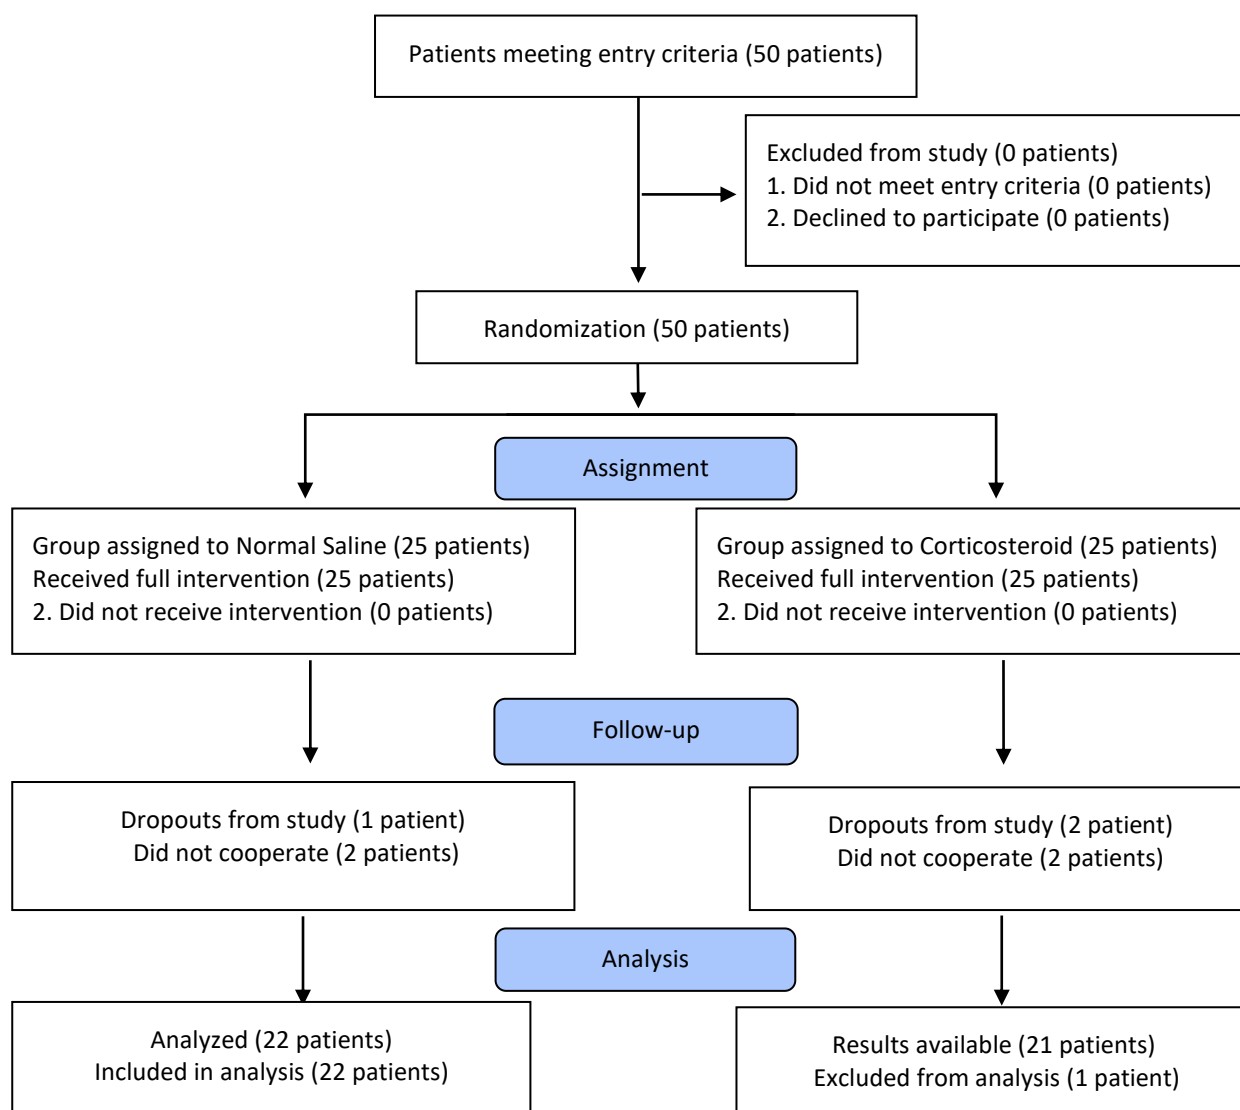 Patients meeting entry criteria (50 patients)
Excluded from study (0 patients)
1. Did not meet entry criteria (0 patients)
2. Declined to participate (0 patients)
Randomization (50 patients)
Assignment
Group assigned to Normal Saline (25 patients)
Received full intervention (25 patients)
2. Did not receive intervention (0 patients)
Group assigned to Corticosteroid (25 patients)
Received full intervention (25 patients)
2. Did not receive intervention (0 patients)
Follow-up
Dropouts from study (1 patient)
Did not cooperate (2 patients)
Dropouts from study (2 patient)
Did not cooperate (2 patients)
Analysis
Analyzed (22 patients)
Included in analysis (22 patients)
Results available (21 patients)
Excluded from analysis (1 patient)